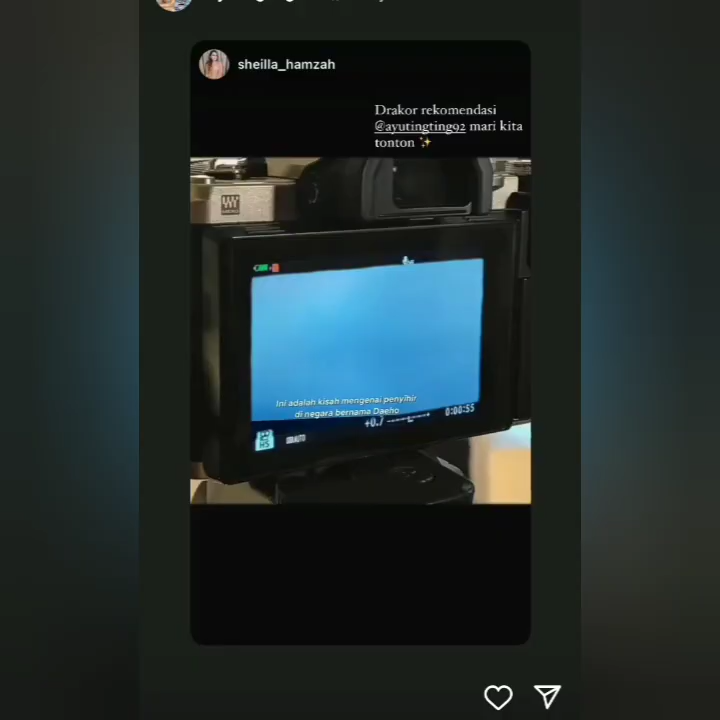 sheilla_hamzah
Drakor rekomendasi
@ayutingting92 mari kita
tonton ✨
Ini adalah kisah mengenai penyihir
di negara bernama Daeho
+0.7
0:00:55
HS